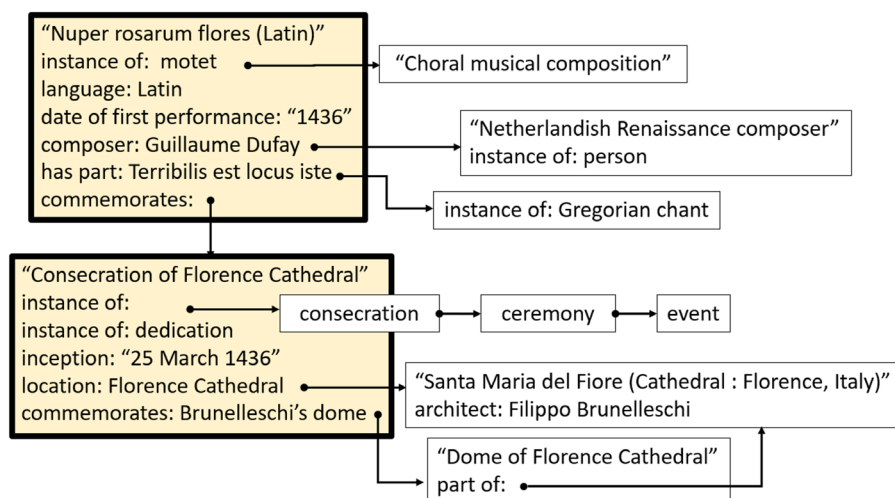 “Nuper rosarum flores (Latin)”
instance of:  motet
language: Latin
date of first performance: “1436”
composer: Guillaume Dufay
has part: Terribilis est locus iste
commemorates:
“Choral musical composition”
“Netherlandish Renaissance composer”
instance of: person
instance of: Gregorian chant
“Consecration of Florence Cathedral”
instance of:
instance of: dedication
inception: “25 March 1436”
location: Florence Cathedral
commemorates: Brunelleschi’s dome
consecration
ceremony
event
“Santa Maria del Fiore (Cathedral : Florence, Italy)”
architect: Filippo Brunelleschi
“Dome of Florence Cathedral”
part of: